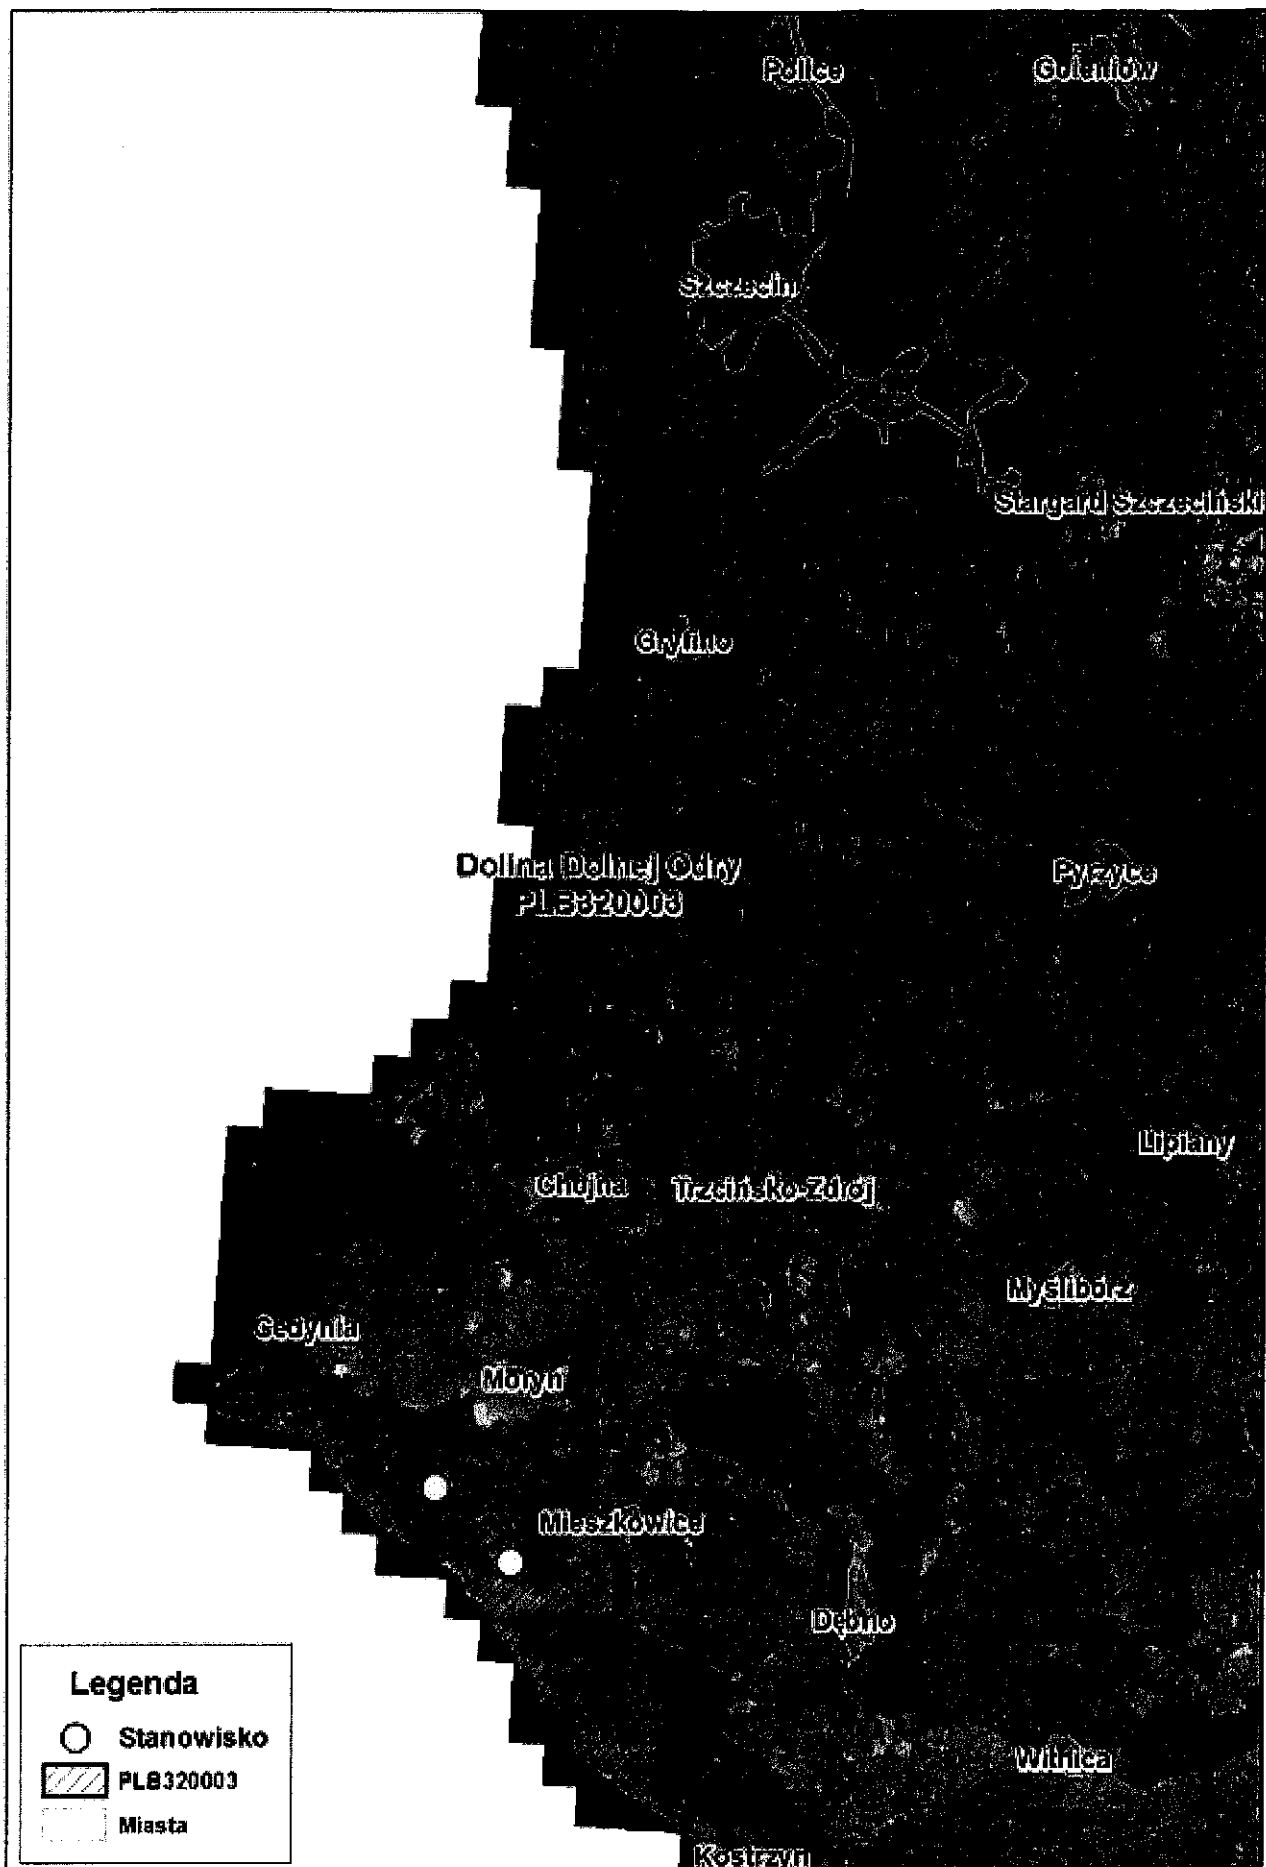 Police
Goleniów
Szczecin
Stargard Szczeciński
Gryfino
Dolina Dolnej Odry
PLB320003
Pyrzyce
Lipiany
Chojna
Trzcińsko-Zdrój
Myślibórz
Cedynia
Moryń
Mieszkowice
Dębno
Witnica
Kostrzyn
Legenda
Stanowisko
PLB320003
Miasta